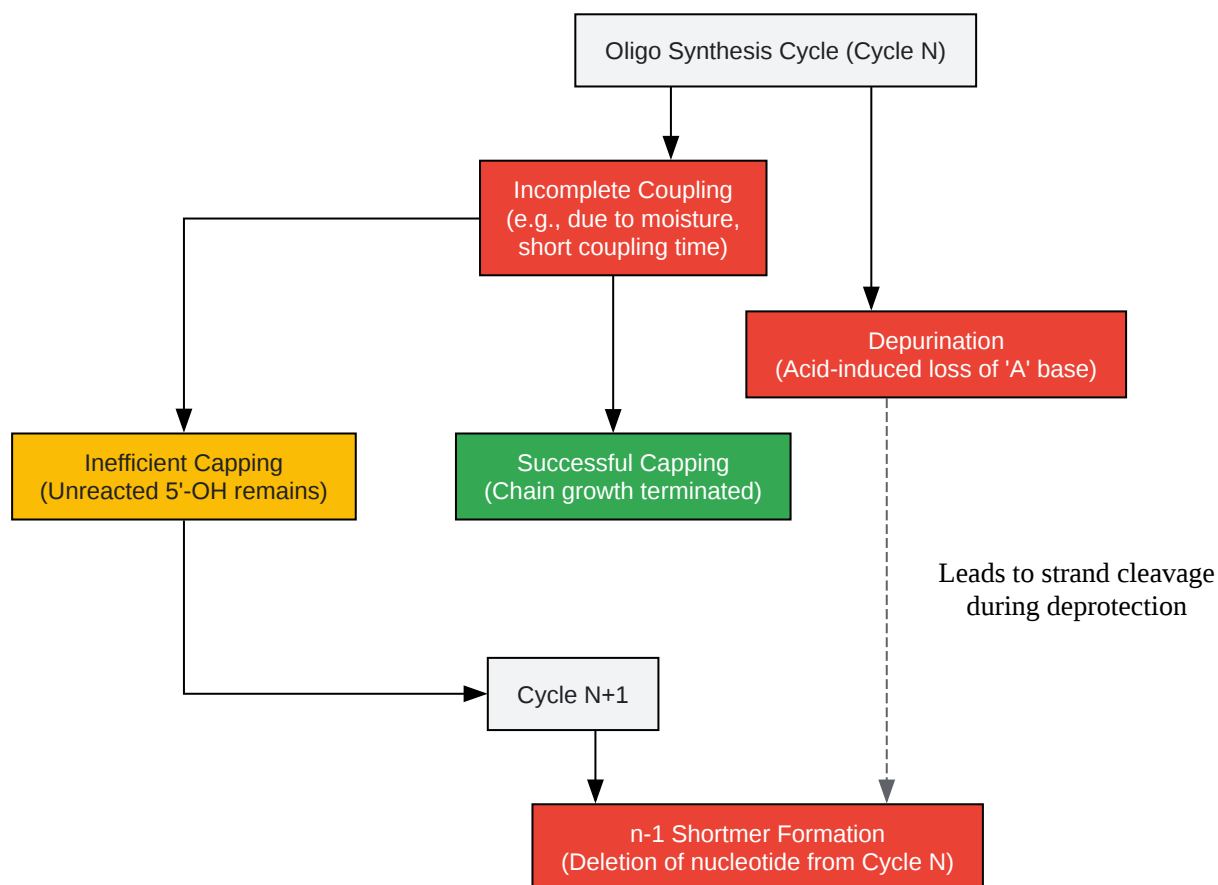 Oligo Synthesis Cycle (Cycle N)
Incomplete Coupling
(e.g., due to moisture,
short coupling time)
Depurination
(Acid-induced loss of 'A' base)
Inefficient Capping
(Unreacted 5'-OH remains)
Successful Capping
(Chain growth terminated)
Leads to strand cleavage
during deprotection
Cycle N+1
n-1 Shortmer Formation
(Deletion of nucleotide from Cycle N)